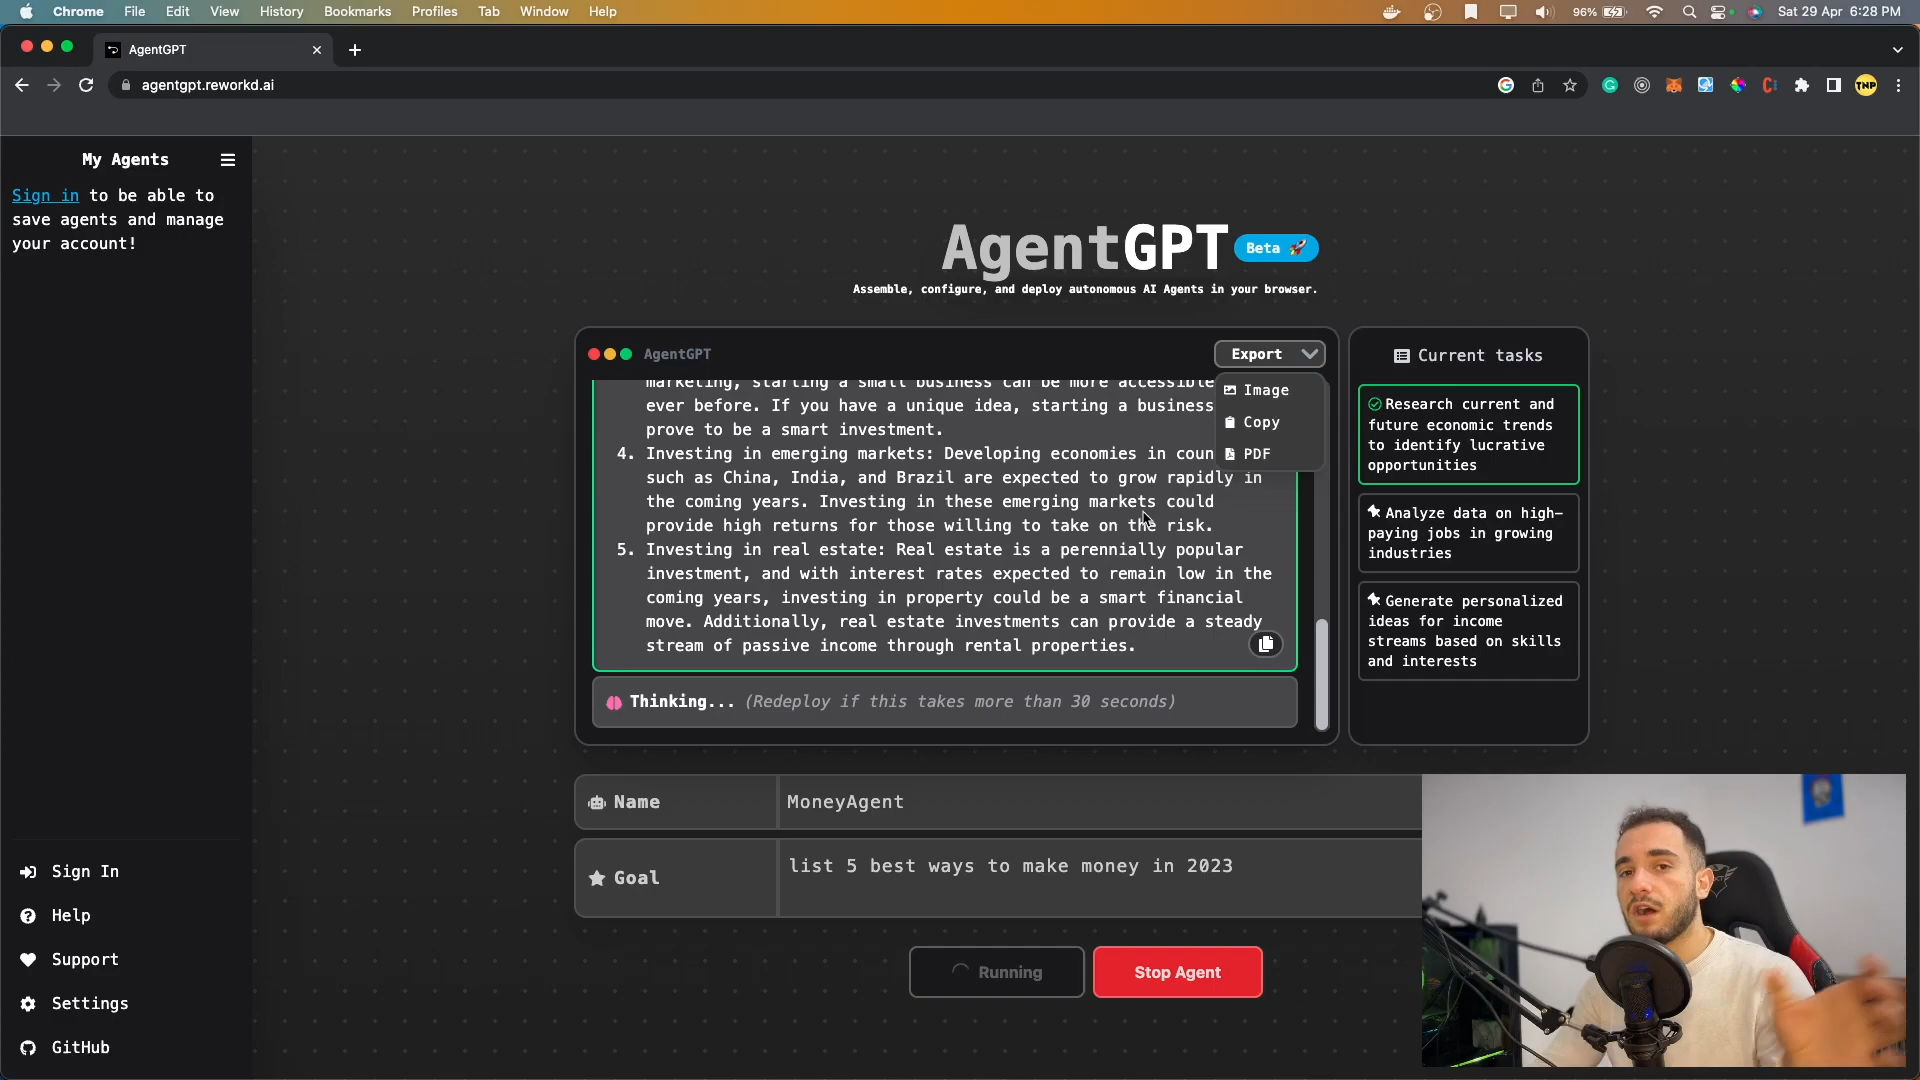 Chrome File Edit View History Bookmarks Profiles Tab Window Help 96% Sat 29 Apr 6:28 PM
AgentGPT
agentgpt.reworkd.ai
TNP
My Agents
Sign in to be able to
save agents and manage
your account!
AgentGPT Beta 🚀
Assemble, configure, and deploy autonomous AI Agents in your browser.
AgentGPT
Export
Image
Copy
PDF
marketing, starting a small business can be more accessible
ever before. If you have a unique idea, starting a business
prove to be a smart investment.
4. Investing in emerging markets: Developing economies in coun
such as China, India, and Brazil are expected to grow rapidly in
the coming years. Investing in these emerging markets could
provide high returns for those willing to take on the risk.
5. Investing in real estate: Real estate is a perennially popular
investment, and with interest rates expected to remain low in the
coming years, investing in property could be a smart financial
move. Additionally, real estate investments can provide a steady
stream of passive income through rental properties.
Thinking... (Redeploy if this takes more than 30 seconds)
Current tasks
Research current and
future economic trends
to identify lucrative
opportunities
Analyze data on high-
paying jobs in growing
industries
Generate personalized
ideas for income
streams based on skills
and interests
Name MoneyAgent
Goal list 5 best ways to make money in 2023
Running Stop Agent
Sign In
Help
Support
Settings
GitHub